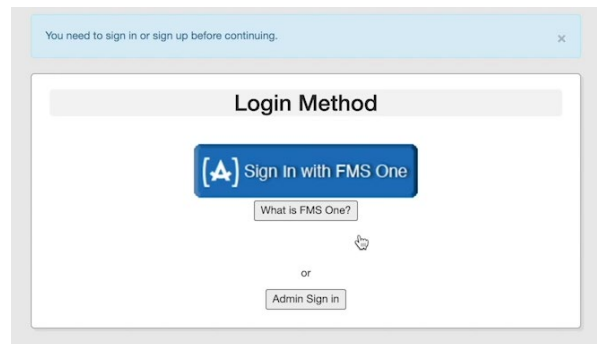 You need to sign in or sign up before continuing.
×
Login Method
[A] Sign In with FMS One
What is FMS One?
or
Admin Sign in